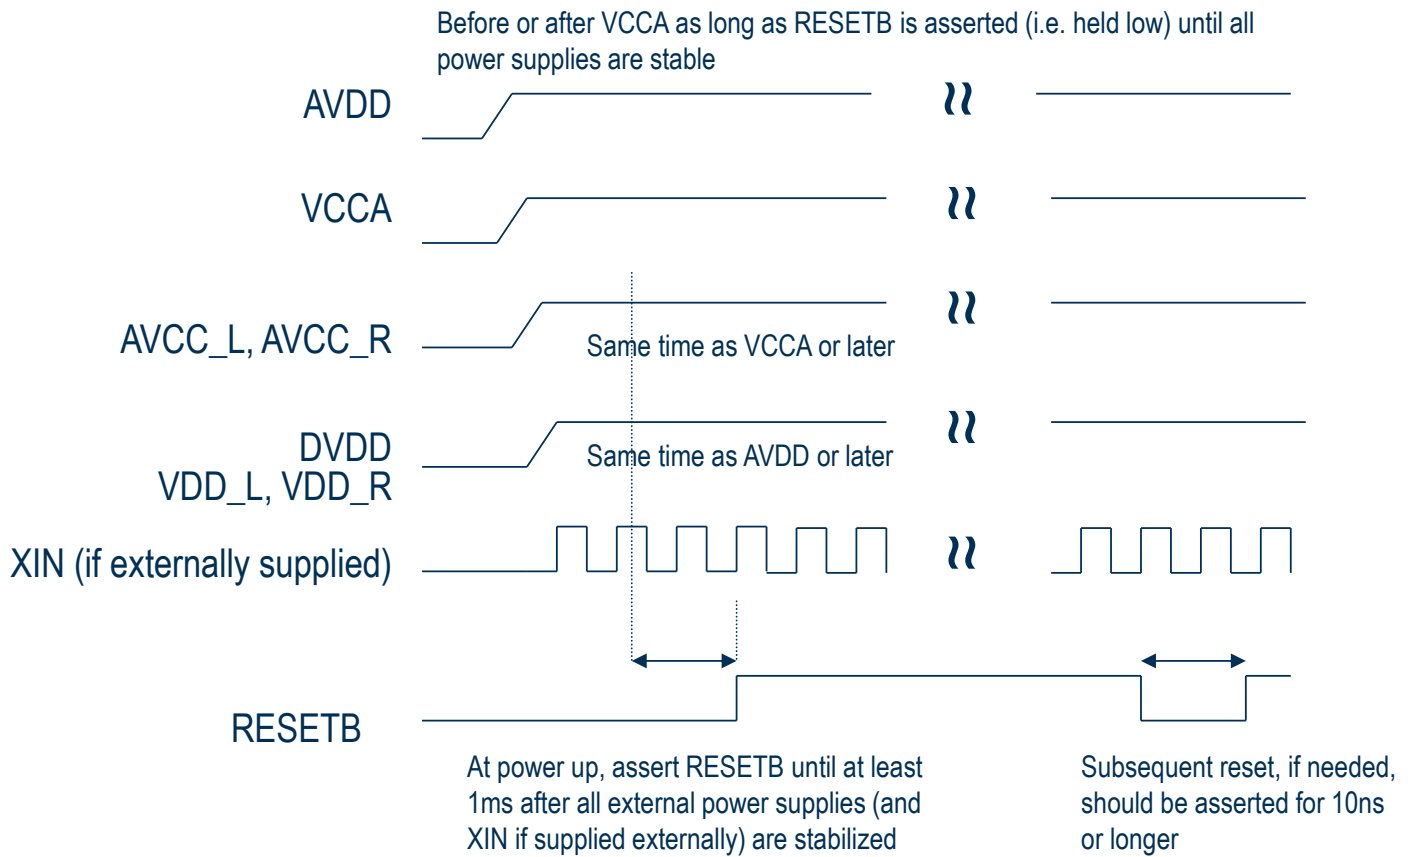 Before or after VCCA as long as RESETB is asserted (i.e. held low) until all
power supplies are stable
AVDD
VCCA
AVCC_L, AVCC_R
Same time as VCCA or later
DVDD
VDD_L, VDD_R
Same time as AVDD or later
XIN (if externally supplied)
RESETB
At power up, assert RESETB until at least
1ms after all external power supplies (and
XIN if supplied externally) are stabilized
Subsequent reset, if needed,
should be asserted for 10ns
or longer